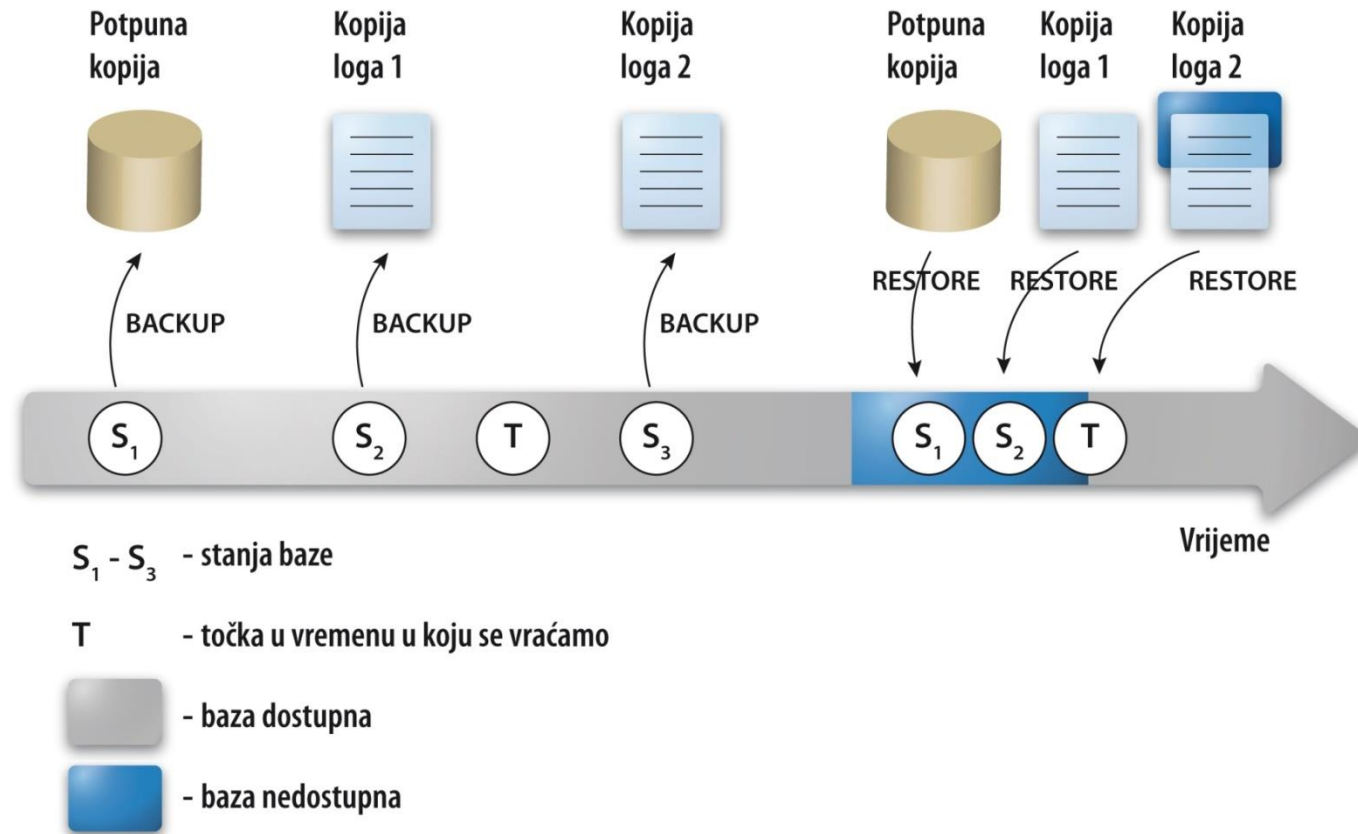 Potpuna
kopija
Kopija
loga 1
Kopija
loga 2
Potpuna
kopija
Kopija
loga 1
Kopija
loga 2
BACKUP
BACKUP
BACKUP
RESTORE
RESTORE
RESTORE
S₁
S₂
T
S₃
S₁
S₂
T
Vrijeme
S₁ - S₃ - stanja baze
T - točka u vremenu u koju se vraćamo
- baza dostupna
- baza nedostupna